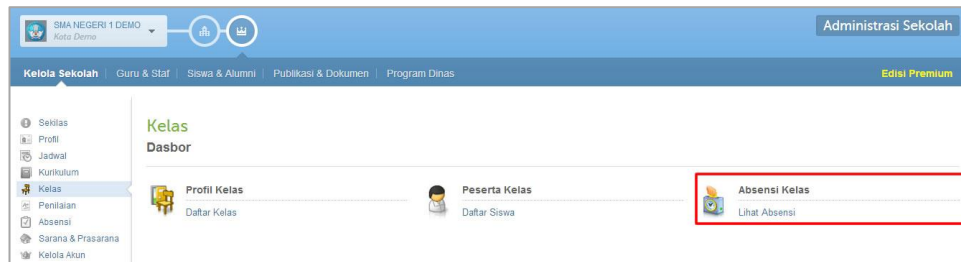 SMA NEGERI 1 DEMO
Kota Demo
Administrasi Sekolah
Kelola Sekolah | Guru & Staf | Siswa & Alumni | Publikasi & Dokumen | Program Dinas
Edisi Premium
Sekilas
Profil
Jadwal
Kurikulum
Kelas
Penilaian
Absensi
Sarana & Prasarana
Kelola Akun
Kelas
Dasbor
Profil Kelas
Daftar Kelas
Peserta Kelas
Daftar Siswa
Absensi Kelas
Lihat Absensi